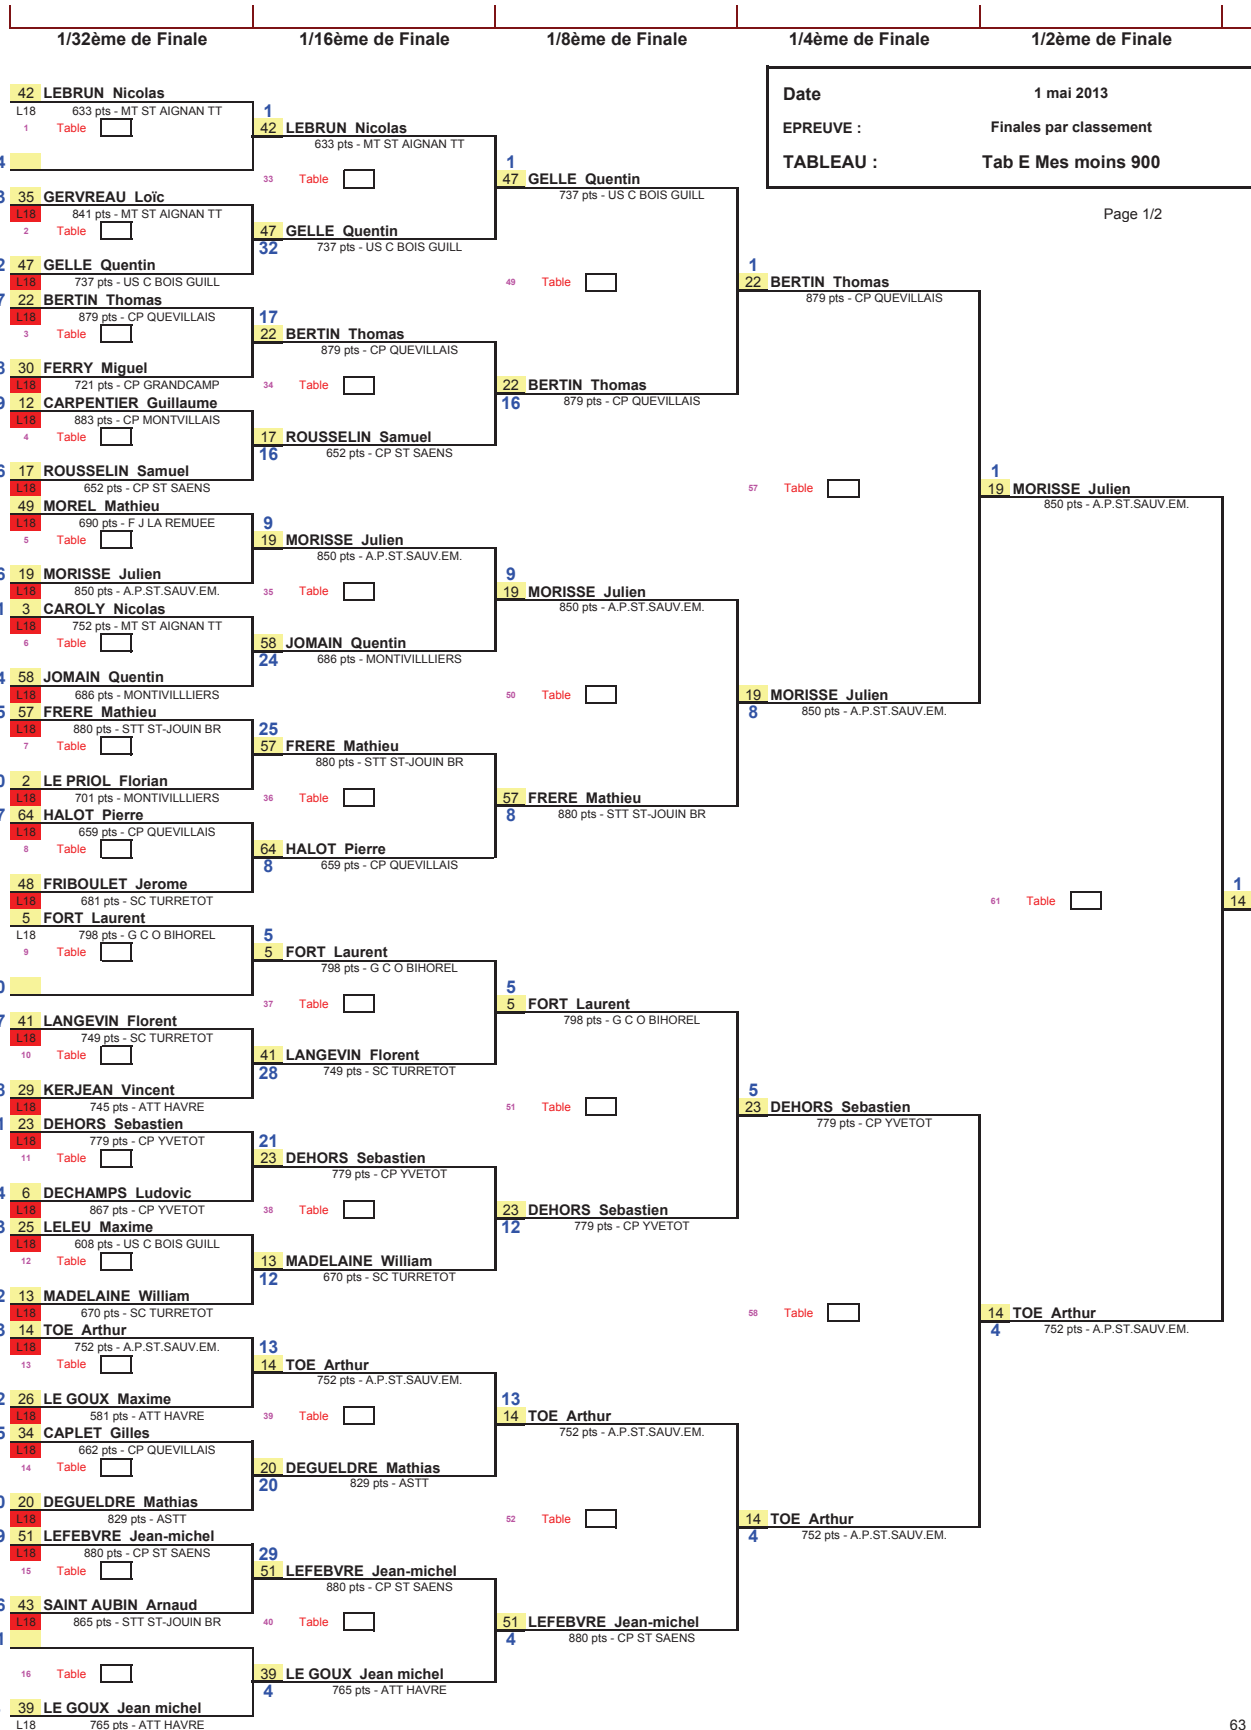 1/32ème de Finale
1/16ème de Finale
1/8ème de Finale
1/4ème de Finale
1/2ème de Finale
Date 1 mai 2013
EPREUVE : Finales par classement
TABLEAU : Tab E Mes moins 900
Page 1/2
42 LEBRUN Nicolas
L18 633 pts - MT ST AIGNAN TT
1 Table
4
3 35 GERVREAU Loïc
L18 841 pts - MT ST AIGNAN TT
2 Table
2 47 GELLE Quentin
L18 737 pts - US C BOIS GUILL
7 22 BERTIN Thomas
L18 879 pts - CP QUEVILLAIS
3 Table
3 30 FERRY Miguel
L18 721 pts - CP GRANDCAMP
9 12 CARPENTIER Guillaume
L18 883 pts - CP MONTVILLAIS
4 Table
6 17 ROUSSELIN Samuel
L18 652 pts - CP ST SAENS
49 MOREL Mathieu
L18 690 pts - F J LA REMUEE
5 Table
6 19 MORISSE Julien
L18 850 pts - A.P.ST.SAUV.EM.
1 3 CAROLY Nicolas
L18 752 pts - MT ST AIGNAN TT
6 Table
4 58 JOMAIN Quentin
L18 686 pts - MONTIVILLLIERS
5 57 FRERE Mathieu
L18 880 pts - STT ST-JOUIN BR
7 Table
0 2 LE PRIOL Florian
L18 701 pts - MONTIVILLLIERS
7 64 HALOT Pierre
L18 659 pts - CP QUEVILLAIS
8 Table
48 FRIBOULET Jerome
L18 681 pts - SC TURRETOT
5 FORT Laurent
L18 798 pts - G C O BIHOREL
9 Table
0
7 41 LANGEVIN Florent
L18 749 pts - SC TURRETOT
10 Table
3 29 KERJEAN Vincent
L18 745 pts - ATT HAVRE
1 23 DEHORS Sebastien
L18 779 pts - CP YVETOT
11 Table
4 6 DECHAMPS Ludovic
L18 867 pts - CP YVETOT
3 25 LELEU Maxime
L18 608 pts - US C BOIS GUILL
12 Table
2 13 MADELAINE William
L18 670 pts - SC TURRETOT
3 14 TOE Arthur
L18 752 pts - A.P.ST.SAUV.EM.
13 Table
2 26 LE GOUX Maxime
L18 581 pts - ATT HAVRE
5 34 CAPLET Gilles
L18 662 pts - CP QUEVILLAIS
14 Table
0 20 DEGUELDRE Mathias
L18 829 pts - ASTT
9 51 LEFEBVRE Jean-michel
L18 880 pts - CP ST SAENS
15 Table
6 43 SAINT AUBIN Arnaud
L18 865 pts - STT ST-JOUIN BR
1
16 Table
39 LE GOUX Jean michel
L18 765 pts - ATT HAVRE
1
42 LEBRUN Nicolas
633 pts - MT ST AIGNAN TT
33 Table
47 GELLE Quentin
32 737 pts - US C BOIS GUILL
17
22 BERTIN Thomas
879 pts - CP QUEVILLAIS
34 Table
17 ROUSSELIN Samuel
16 652 pts - CP ST SAENS
9
19 MORISSE Julien
850 pts - A.P.ST.SAUV.EM.
35 Table
58 JOMAIN Quentin
24 686 pts - MONTIVILLLIERS
25
57 FRERE Mathieu
880 pts - STT ST-JOUIN BR
36 Table
64 HALOT Pierre
8 659 pts - CP QUEVILLAIS
5
5 FORT Laurent
798 pts - G C O BIHOREL
37 Table
41 LANGEVIN Florent
28 749 pts - SC TURRETOT
21
23 DEHORS Sebastien
779 pts - CP YVETOT
38 Table
13 MADELAINE William
12 670 pts - SC TURRETOT
13
14 TOE Arthur
752 pts - A.P.ST.SAUV.EM.
39 Table
20 DEGUELDRE Mathias
20 829 pts - ASTT
29
51 LEFEBVRE Jean-michel
880 pts - CP ST SAENS
40 Table
39 LE GOUX Jean michel
4 765 pts - ATT HAVRE
1
47 GELLE Quentin
737 pts - US C BOIS GUILL
49 Table
22 BERTIN Thomas
16 879 pts - CP QUEVILLAIS
9
19 MORISSE Julien
850 pts - A.P.ST.SAUV.EM.
50 Table
57 FRERE Mathieu
8 880 pts - STT ST-JOUIN BR
5
5 FORT Laurent
798 pts - G C O BIHOREL
51 Table
23 DEHORS Sebastien
12 779 pts - CP YVETOT
13
14 TOE Arthur
752 pts - A.P.ST.SAUV.EM.
52 Table
51 LEFEBVRE Jean-michel
4 880 pts - CP ST SAENS
1
22 BERTIN Thomas
879 pts - CP QUEVILLAIS
57 Table
19 MORISSE Julien
8 850 pts - A.P.ST.SAUV.EM.
5
23 DEHORS Sebastien
779 pts - CP YVETOT
58 Table
14 TOE Arthur
4 752 pts - A.P.ST.SAUV.EM.
1
19 MORISSE Julien
850 pts - A.P.ST.SAUV.EM.
61 Table
14 TOE Arthur
4 752 pts - A.P.ST.SAUV.EM.
1
14
63